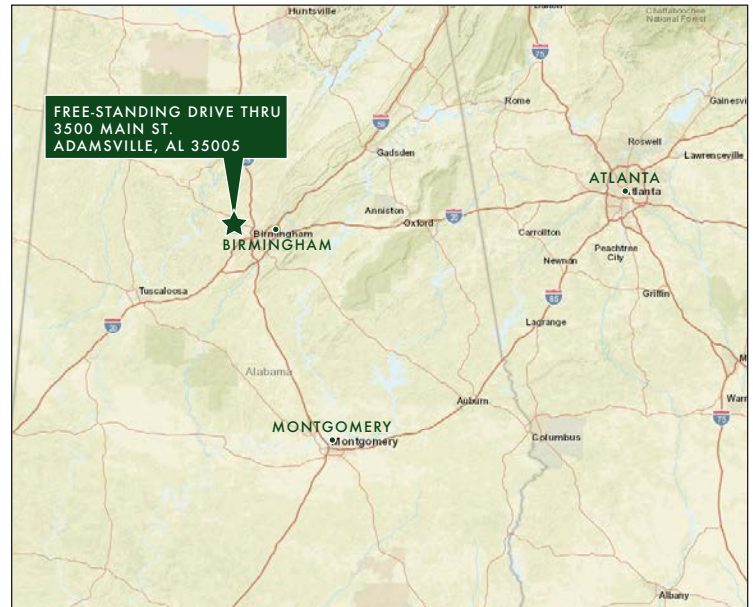 Huntsville
Chattahoochee
National Forest
Dalton
75
FREE-STANDING DRIVE THRU
3500 MAIN ST.
ADAMSVILLE, AL 35005
Rome
Gainesvi
59
Roswell
Gadsden
Lawrenceville
ATLANTA
Atlanta
Anniston
Oxford
20
Birmingham
BIRMINGHAM
Carrollton
Peachtree
City
Newnan
Tuscaloosa
85
Griffin
20
Lagrange
Alabama
Auburn
War
MONTGOMERY
Montgomery
Columbus
75
Albany